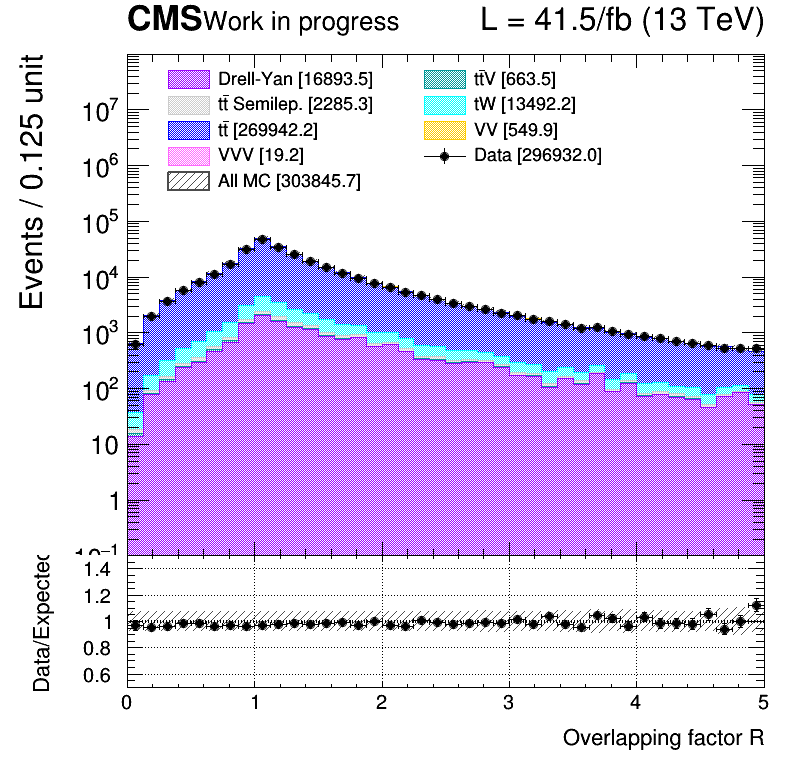 CMS Work in progress L = 41.5/fb (13 TeV)
Events / 0.125 unit
Drell-Yan [16893.5]
tt̄V [663.5]
tt̄ Semilep. [2285.3]
tW [13492.2]
tt̄ [269942.2]
VV [549.9]
VVV [19.2]
Data [296932.0]
All MC [303845.7]
10⁷
10⁶
10⁵
10⁴
10³
10²
10
1
10⁻¹
Data/Expected
1.4
1.2
1
0.8
0.6
0 1 2 3 4 5
Overlapping factor R